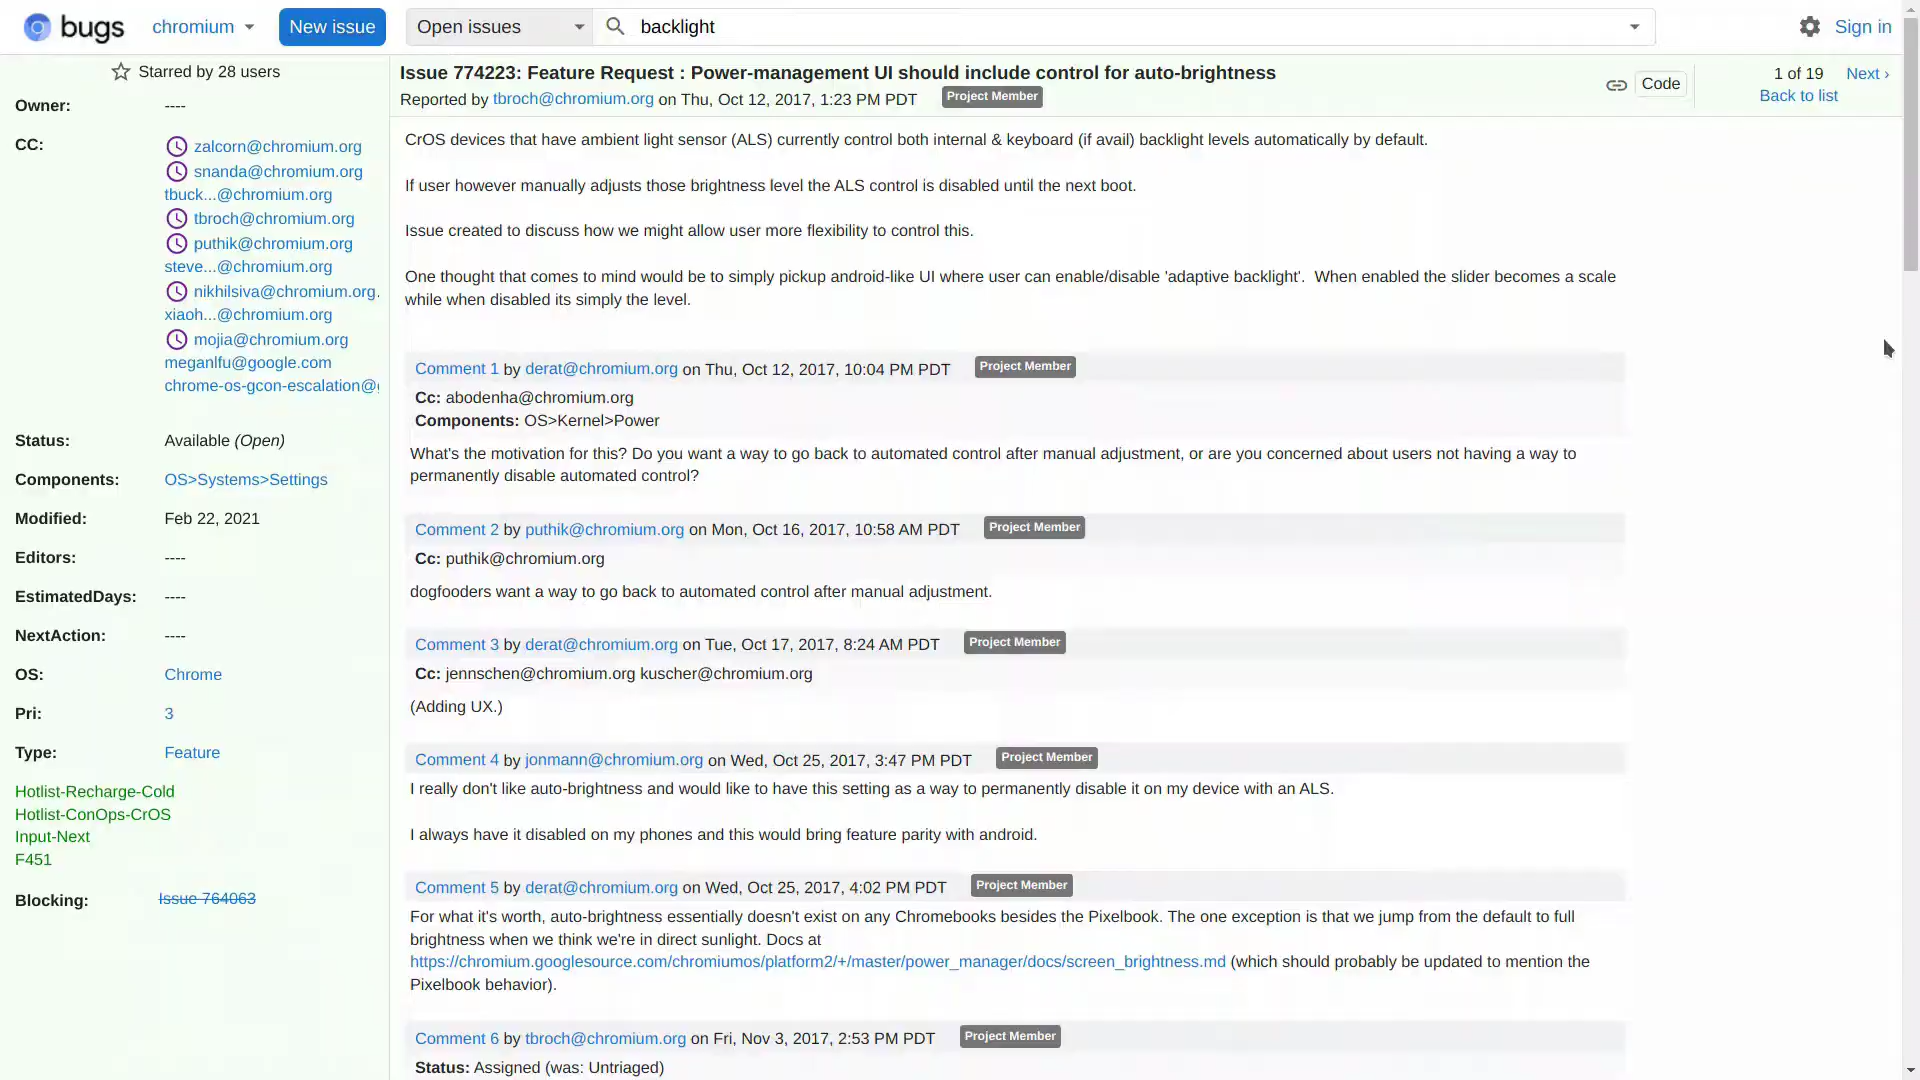 bugs chromium New issue Open issues backlight Sign in
Starred by 28 users
Owner: ----
CC:
zalcorn@chromium.org
snanda@chromium.org
tbuck...@chromium.org
tbroch@chromium.org
puthik@chromium.org
steve...@chromium.org
nikhilsiva@chromium.org.
xiaoh...@chromium.org
mojia@chromium.org
meganlfu@google.com
chrome-os-gcon-escalation@
Status: Available (Open)
Components: OS>Systems>Settings
Modified: Feb 22, 2021
Editors: ----
EstimatedDays: ----
NextAction: ----
OS: Chrome
Pri: 3
Type: Feature
Hotlist-Recharge-Cold
Hotlist-ConOps-CrOS
Input-Next
F451
Blocking: Issue 764063
Issue 774223: Feature Request : Power-management UI should include control for auto-brightness
Reported by tbroch@chromium.org on Thu, Oct 12, 2017, 1:23 PM PDT Project Member
Code
1 of 19 Next ›
Back to list
CrOS devices that have ambient light sensor (ALS) currently control both internal & keyboard (if avail) backlight levels automatically by default.
If user however manually adjusts those brightness level the ALS control is disabled until the next boot.
Issue created to discuss how we might allow user more flexibility to control this.
One thought that comes to mind would be to simply pickup android-like UI where user can enable/disable 'adaptive backlight'.  When enabled the slider becomes a scale
while when disabled its simply the level.
Comment 1 by derat@chromium.org on Thu, Oct 12, 2017, 10:04 PM PDT Project Member
Cc: abodenha@chromium.org
Components: OS>Kernel>Power
What's the motivation for this? Do you want a way to go back to automated control after manual adjustment, or are you concerned about users not having a way to
permanently disable automated control?
Comment 2 by puthik@chromium.org on Mon, Oct 16, 2017, 10:58 AM PDT Project Member
Cc: puthik@chromium.org
dogfooders want a way to go back to automated control after manual adjustment.
Comment 3 by derat@chromium.org on Tue, Oct 17, 2017, 8:24 AM PDT Project Member
Cc: jennschen@chromium.org kuscher@chromium.org
(Adding UX.)
Comment 4 by jonmann@chromium.org on Wed, Oct 25, 2017, 3:47 PM PDT Project Member
I really don't like auto-brightness and would like to have this setting as a way to permanently disable it on my device with an ALS.
I always have it disabled on my phones and this would bring feature parity with android.
Comment 5 by derat@chromium.org on Wed, Oct 25, 2017, 4:02 PM PDT Project Member
For what it's worth, auto-brightness essentially doesn't exist on any Chromebooks besides the Pixelbook. The one exception is that we jump from the default to full
brightness when we think we're in direct sunlight. Docs at
https://chromium.googlesource.com/chromiumos/platform2/+/master/power_manager/docs/screen_brightness.md (which should probably be updated to mention the
Pixelbook behavior).
Comment 6 by tbroch@chromium.org on Fri, Nov 3, 2017, 2:53 PM PDT Project Member
Status: Assigned (was: Untriaged)